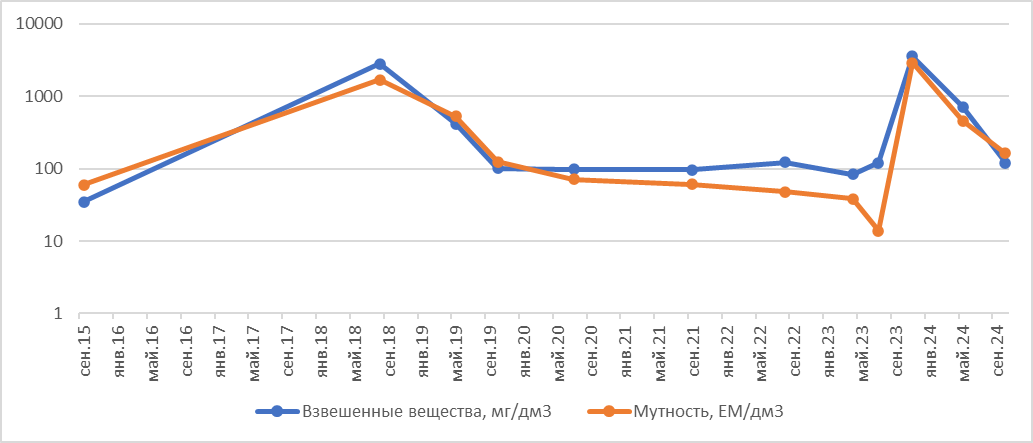 10000
1000
100
10
1
сен.15
янв.16
май.16
сен.16
янв.17
май.17
сен.17
янв.18
май.18
сен.18
янв.19
май.19
сен.19
янв.20
май.20
сен.20
янв.21
май.21
сен.21
янв.22
май.22
сен.22
янв.23
май.23
сен.23
янв.24
май.24
сен.24
Взвешенные вещества, мг/дм3
Мутность, ЕМ/дм3